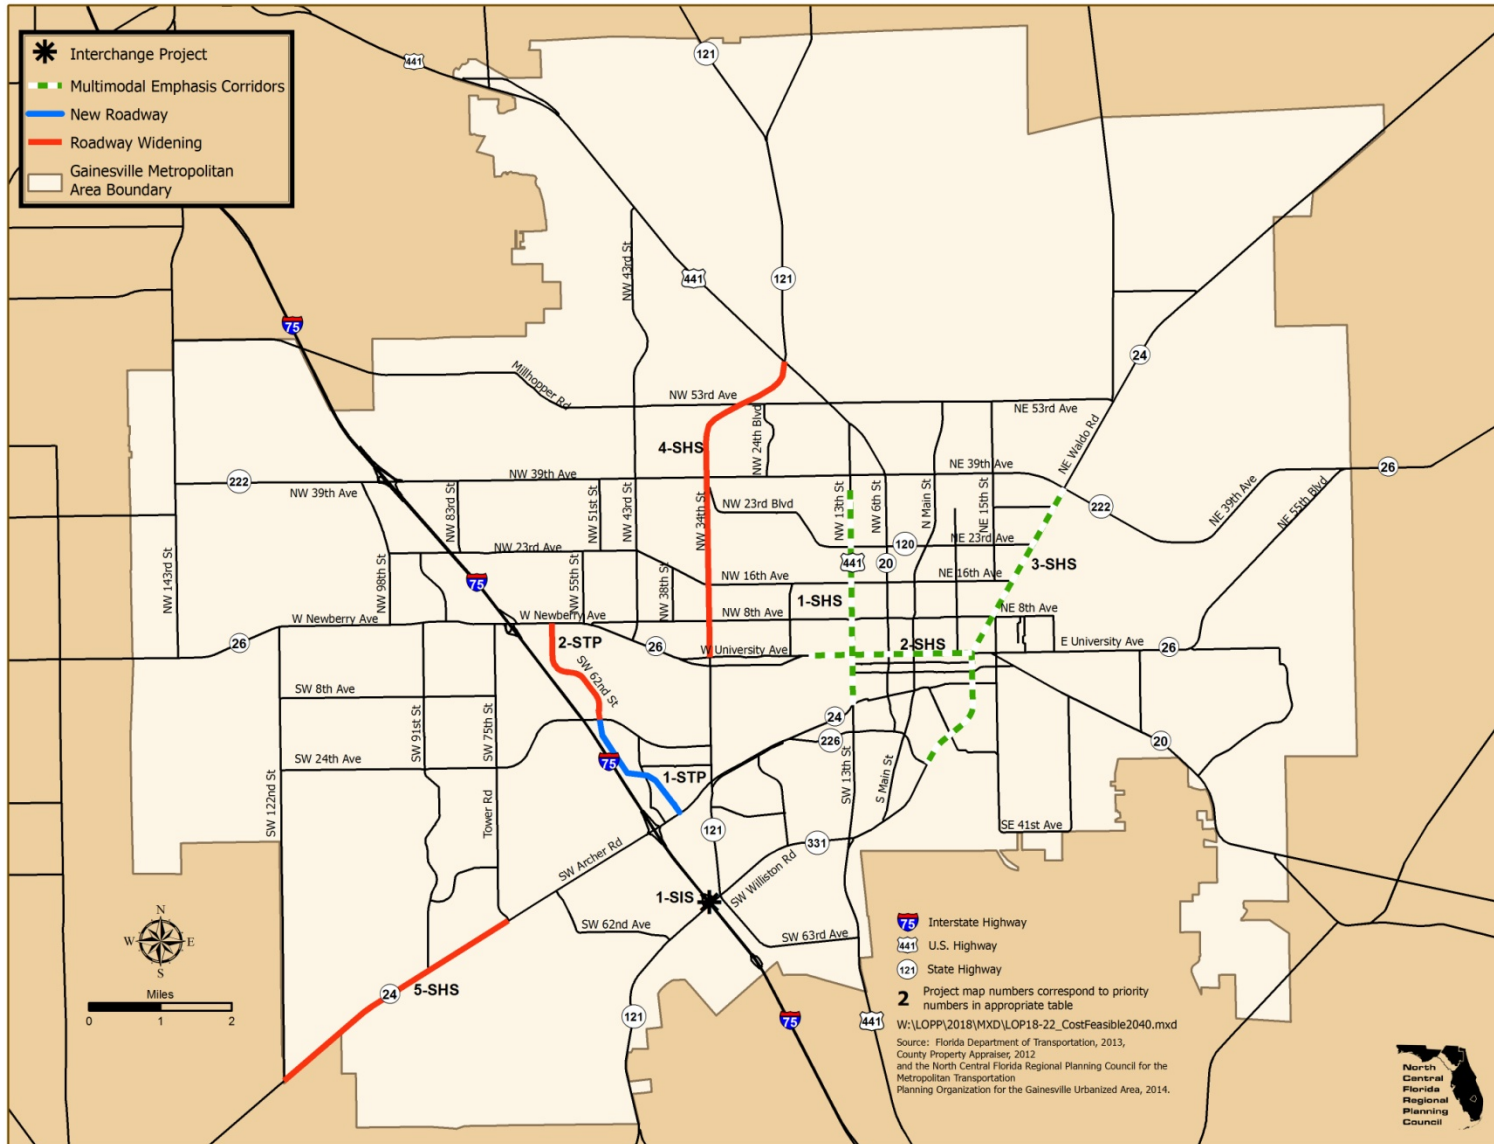 Interchange Project
Multimodal Emphasis Corridors
New Roadway
Roadway Widening
Gainesville Metropolitan
Area Boundary
441
121
441
121
75
24
NW 43rd St
Millhopper Rd
NW 53rd Ave
NE 53rd Ave
NE Waldo Rd
4-SHS
NW 24th Blvd
NW 39th Ave
NE 39th Ave
222
NW 39th Ave
NW 83rd St
NW 51st St
NW 43rd St
NW 34th St
NW 23rd Blvd
NW 13th St
NW 6th St
N Main St
NE 15th St
222
NE 39th Ave
NE 55th Blvd
26
NW 143rd St
NW 98th St
75
NW 23rd Ave
NW 55th St
NW 38th St
120
NE 23rd Ave
441
20
3-SHS
NW 16th Ave
NE 16th Ave
1-SHS
W Newberry Ave
W Newberry Ave
NW 8th Ave
NE 8th Ave
26
2-STP
26
W University Ave
2-SHS
E University Ave
26
SW 62nd St
SW 8th Ave
SW 91st St
SW 75th St
24
226
20
SW 24th Ave
75
1-STP
SW 122nd St
Tower Rd
SW 13th St
S Main St
SE 41st Ave
121
331
SW Archer Rd
SW Williston Rd
1-SIS
SW 62nd Ave
SW 63rd Ave
5-SHS
24
121
75
441
N
W
E
S
Miles
0
1
2
75
Interstate Highway
441
U.S. Highway
121
State Highway
2
Project map numbers correspond to priority
numbers in appropriate table
W:\LOPP\2018\MXD\LOP18-22_CostFeasible2040.mxd
Source: Florida Department of Transportation, 2013,
County Property Appraiser, 2012
and the North Central Florida Regional Planning Council for the
Metropolitan Transportation
Planning Organization for the Gainesville Urbanized Area, 2014.
North
Central
Florida
Regional
Planning
Council